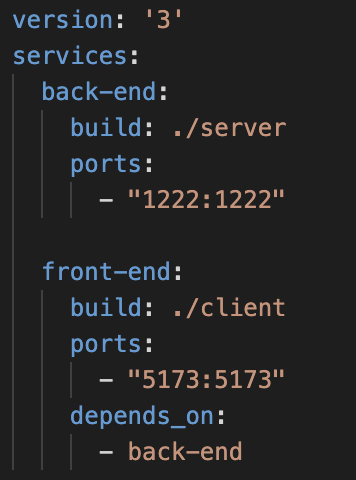 version: '3'
services:
  back-end:
    build: ./server
    ports:
      - "1222:1222"

  front-end:
    build: ./client
    ports:
      - "5173:5173"
    depends_on:
      - back-end